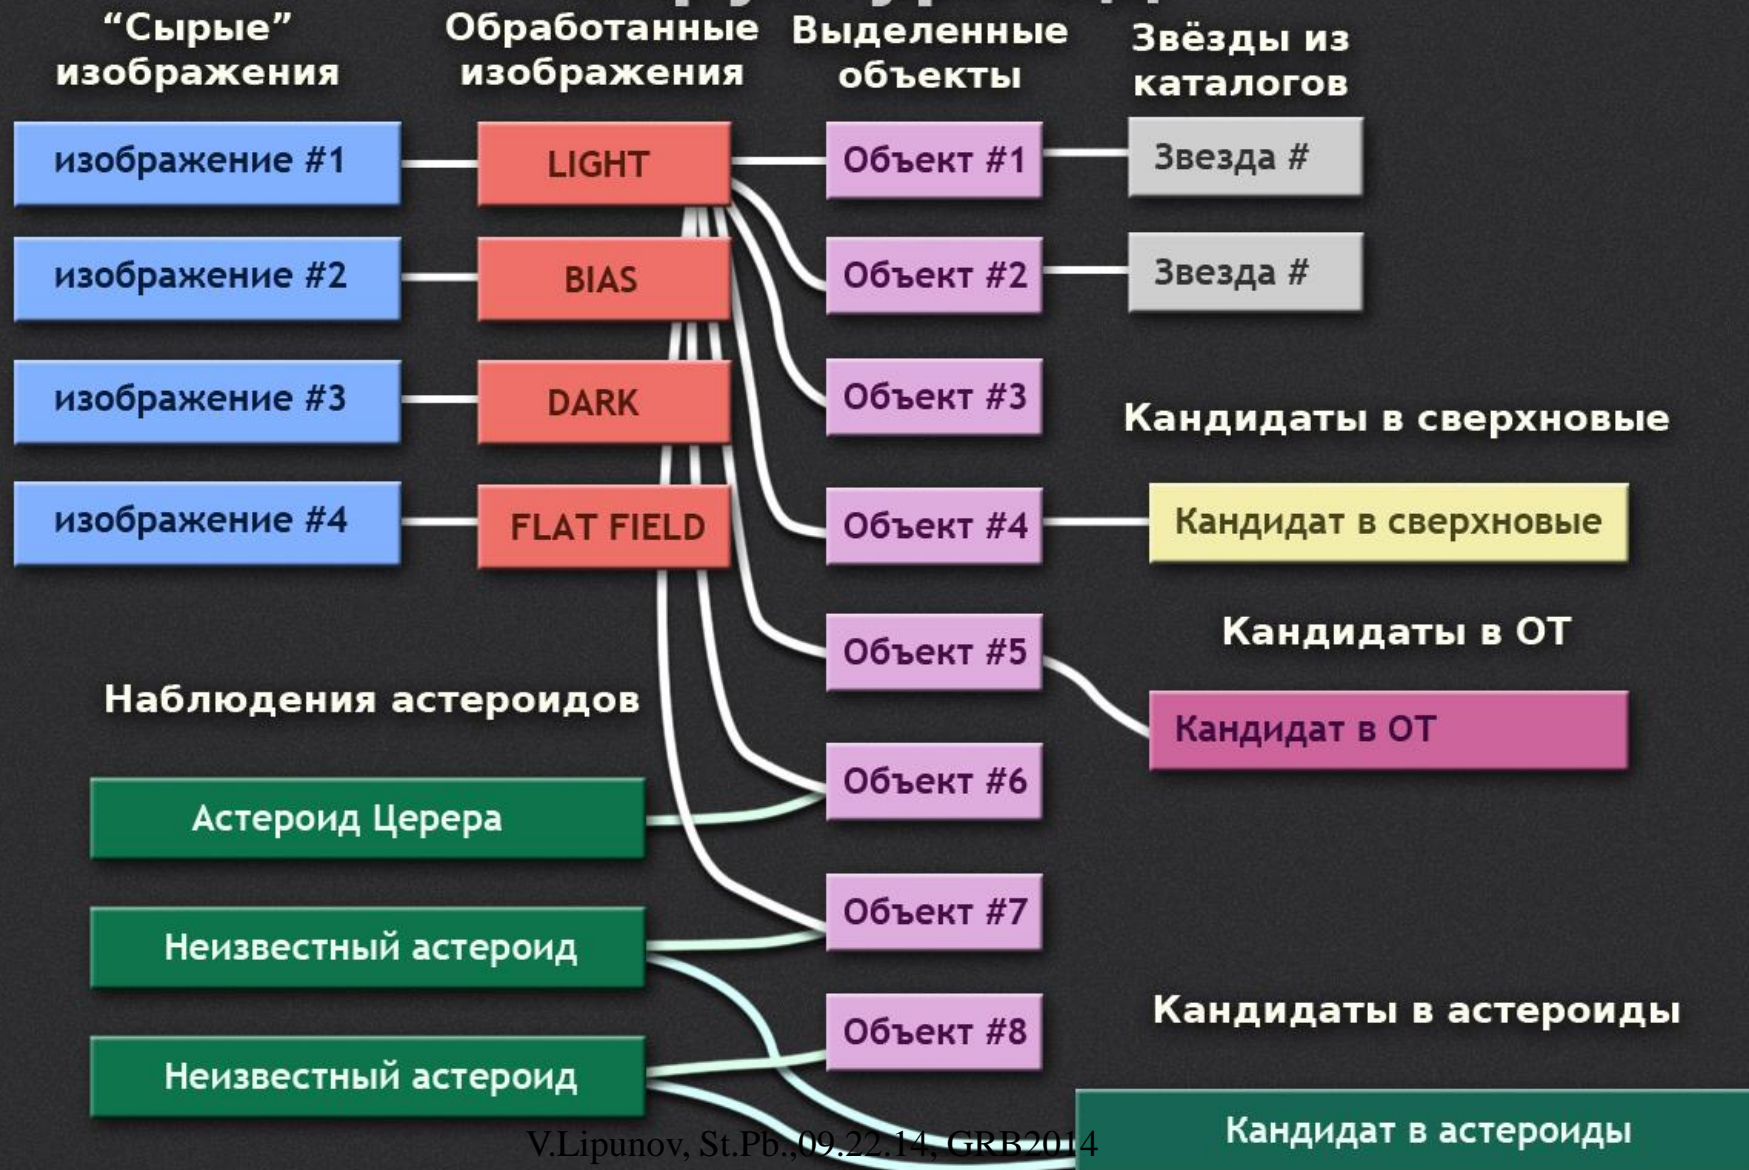 “Сырые”
изображения
Обработанные
изображения
Выделенные
объекты
Звёзды из
каталогов
изображение #1
LIGHT
Объект #1
Звезда #
изображение #2
BIAS
Объект #2
Звезда #
изображение #3
DARK
Объект #3
Кандидаты в сверхновые
изображение #4
FLAT FIELD
Объект #4
Кандидат в сверхновые
Кандидаты в ОТ
Объект #5
Наблюдения астероидов
Кандидат в ОТ
Объект #6
Астероид Церера
Объект #7
Неизвестный астероид
Кандидаты в астероиды
Объект #8
Неизвестный астероид
Кандидат в астероиды
V.Lipunov, St.Pb.,09.22.14, GRB2014